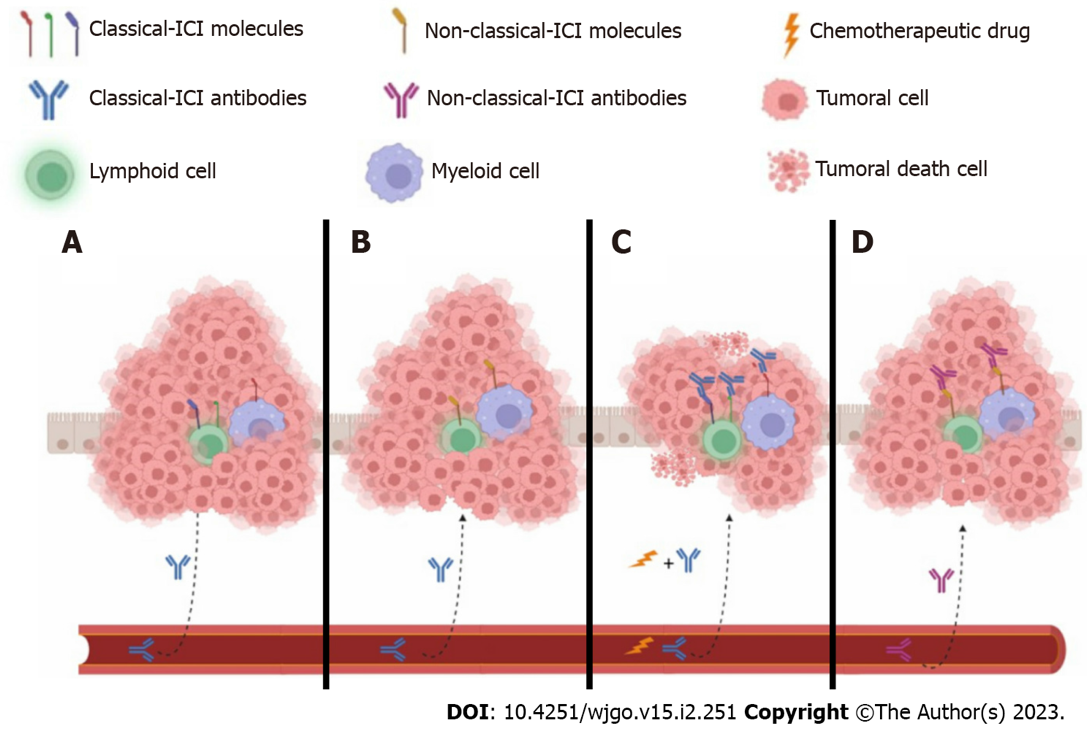 Classical-ICI molecules
Non-classical-ICI molecules
Chemotherapeutic drug
Classical-ICI antibodies
Non-classical-ICI antibodies
Tumoral cell
Lymphoid cell
Myeloid cell
Tumoral death cell
A
B
C
D
+
DOI: 10.4251/wjgo.v15.i2.251 Copyright ©The Author(s) 2023.